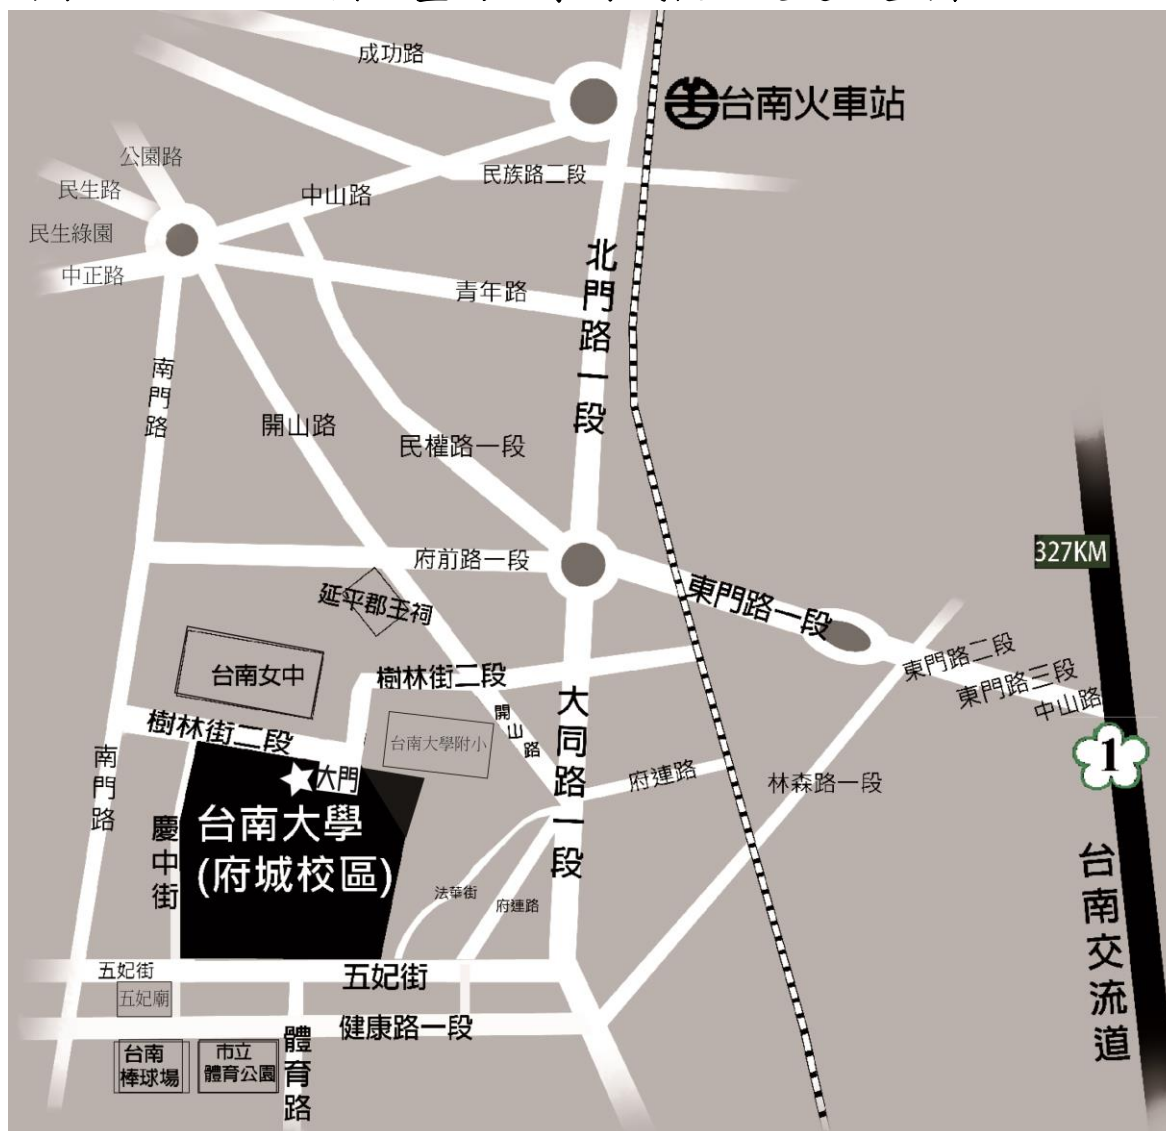 成功路
台南火車站
公園路
民族路二段
民生路
中山路
民生綠園
中正路
青年路
北門路一段
南門路
開山路
民權路一段
府前路一段
327KM
延平郡王祠
東門路一段
台南女中
樹林街二段
東門路二段
東門路二段
中山路
樹林街二段
開山路
大同路一段
台南大學附小
大門
府連路
林森路一段
1
南門路
台南大學
(府城校區)
慶中街
法華街
府連路
台南交流道
五妃街
五妃街
五妃廟
健康路一段
體育路
台南
棒球場
市立
體育公園